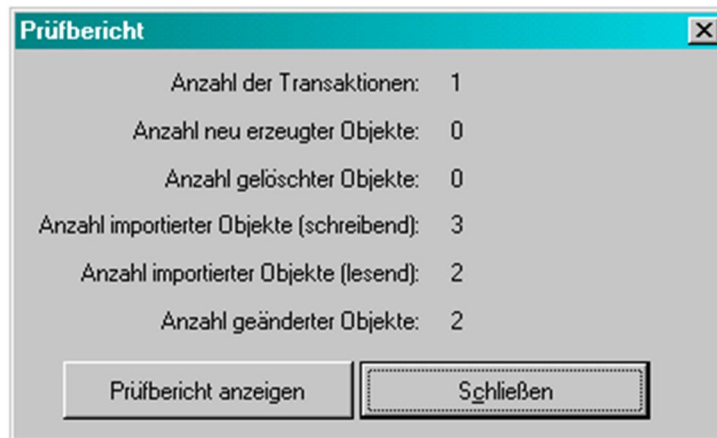 Prüfbericht
Anzahl der Transaktionen: 1
Anzahl neu erzeugter Objekte: 0
Anzahl gelöschter Objekte: 0
Anzahl importierter Objekte (schreibend): 3
Anzahl importierter Objekte (lesend): 2
Anzahl geänderter Objekte: 2
Prüfbericht anzeigen Schließen